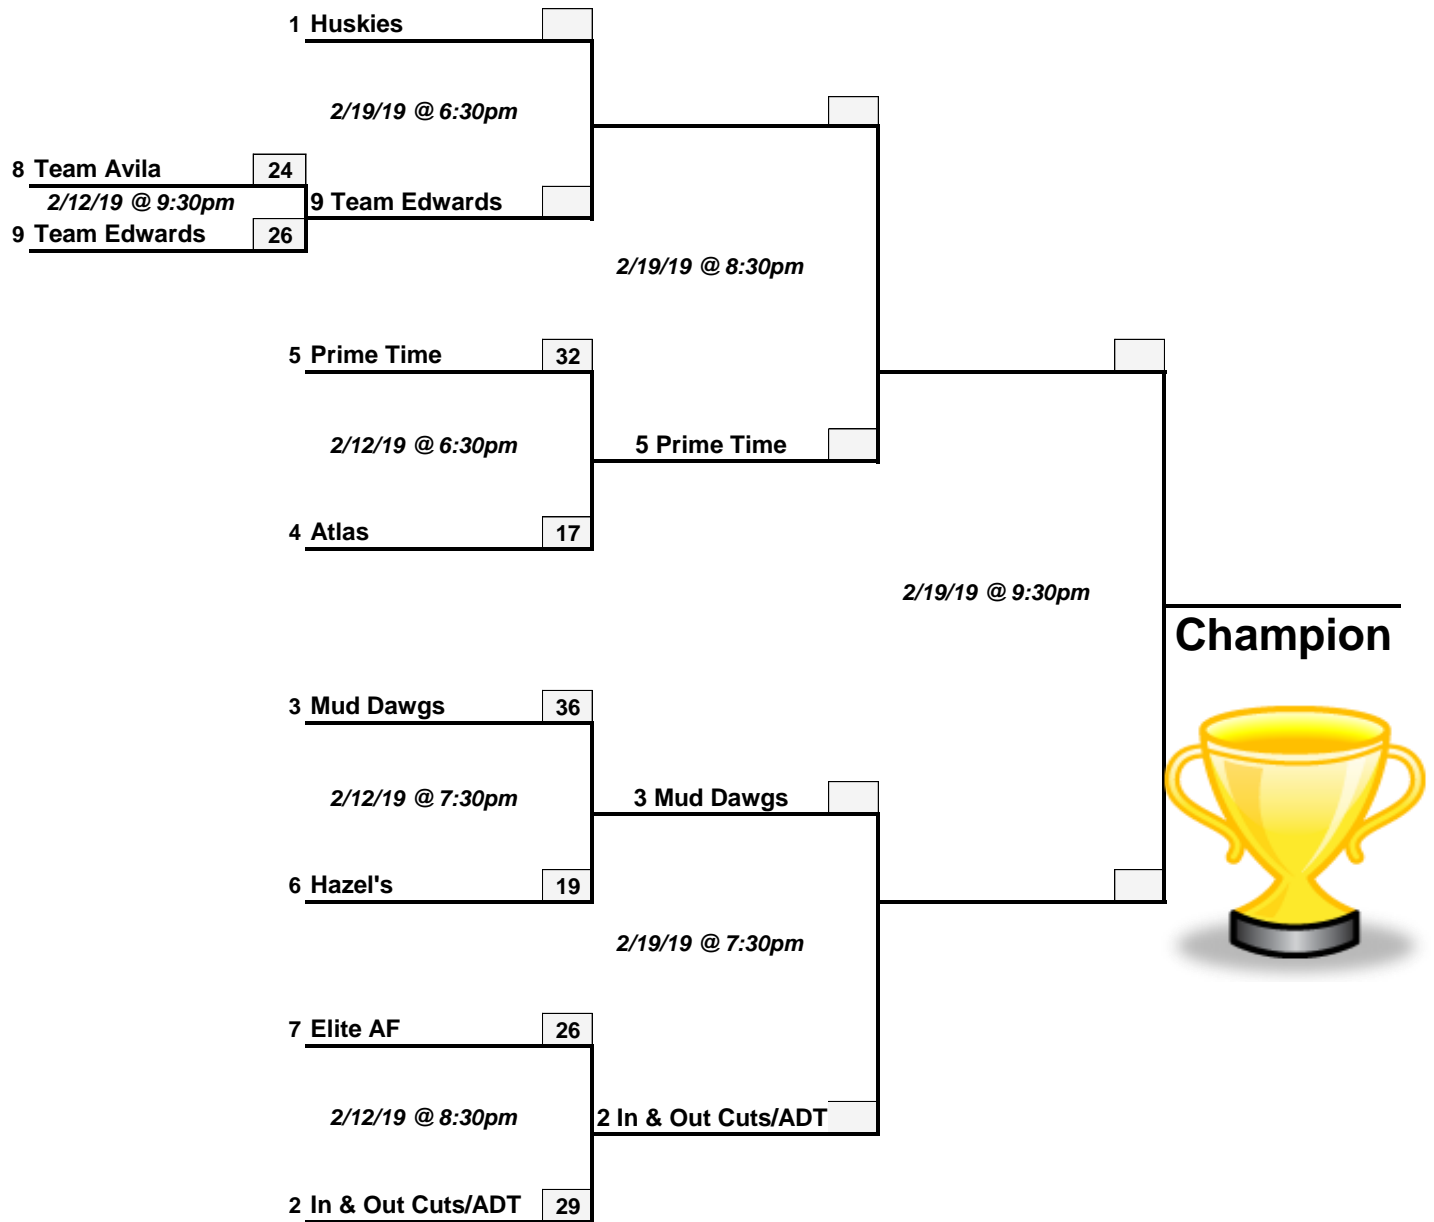 1 Huskies
2/19/19 @ 6:30pm
8 Team Avila 24
2/12/19 @ 9:30pm
9 Team Edwards
9 Team Edwards 26
2/19/19 @ 8:30pm
5 Prime Time 32
2/12/19 @ 6:30pm
5 Prime Time
4 Atlas 17
2/19/19 @ 9:30pm
Champion
3 Mud Dawgs 36
2/12/19 @ 7:30pm
3 Mud Dawgs
6 Hazel's 19
2/19/19 @ 7:30pm
7 Elite AF 26
2/12/19 @ 8:30pm
2 In & Out Cuts/ADT
2 In & Out Cuts/ADT 29